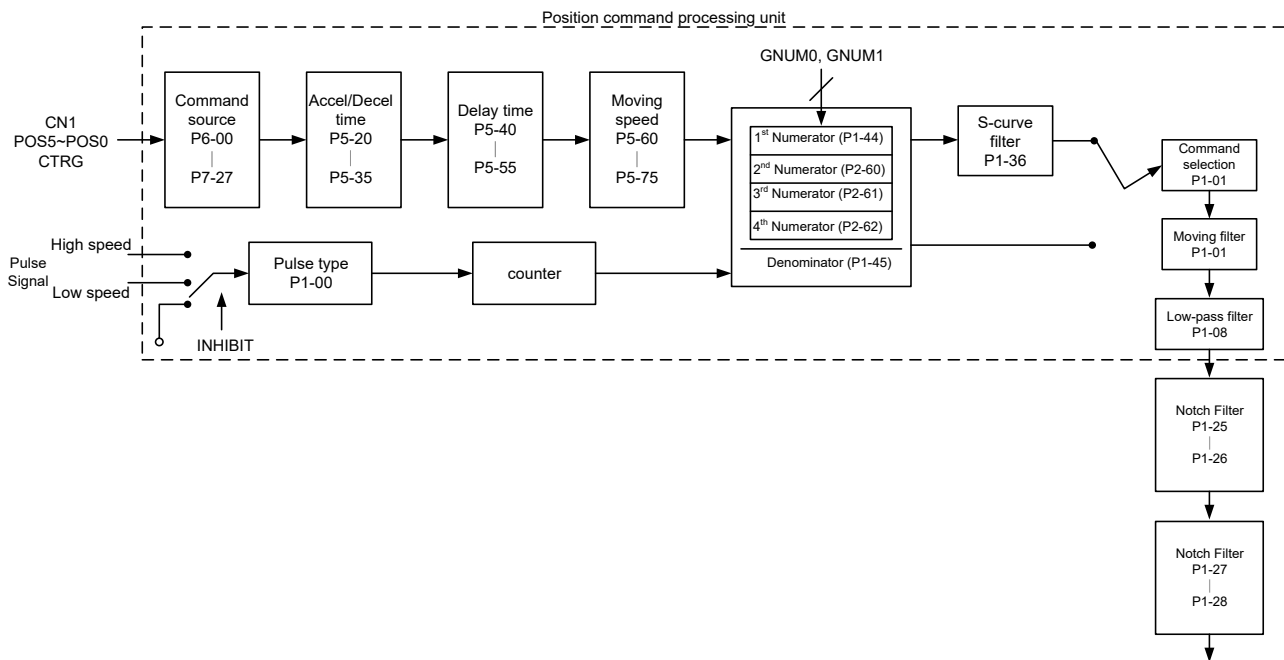 Position command processing unit
GNUM0, GNUM1
CN1
POS5~POS0
CTRG
Command
source
P6-00
P7-27
Accel/Decel
time
P5-20
P5-35
Delay time
P5-40
P5-55
Moving
speed
P5-60
P5-75
1st Numerator (P1-44)
2nd Numerator (P2-60)
3rd Numerator (P2-61)
4th Numerator (P2-62)
Denominator (P1-45)
S-curve
filter
P1-36
Command
selection
P1-01
Moving filter
P1-01
Low-pass filter
P1-08
High speed
Pulse
Signal
Low speed
INHIBIT
Pulse type
P1-00
counter
Notch Filter
P1-25
P1-26
Notch Filter
P1-27
P1-28